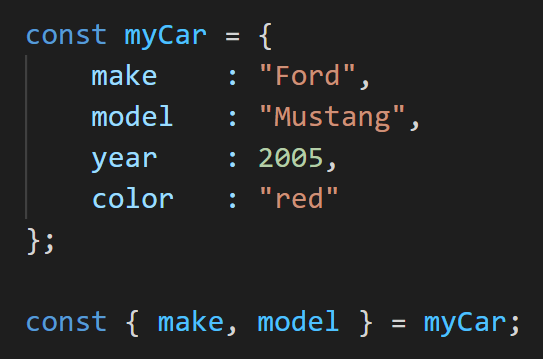 const myCar = {
    make    : "Ford",
    model   : "Mustang",
    year    : 2005,
    color   : "red"
};

const { make, model } = myCar;